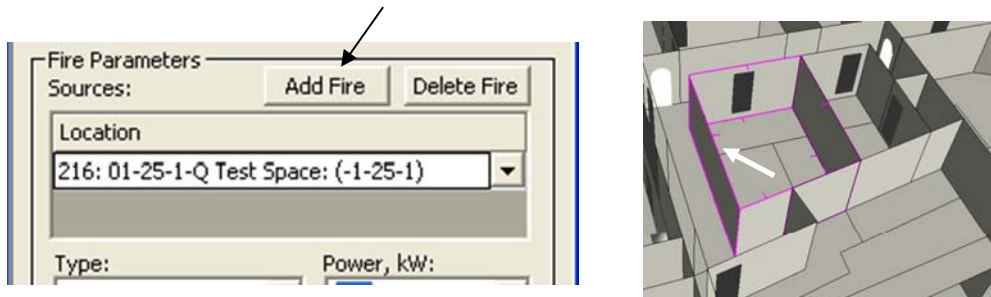 Fire Parameters
Sources:
Add Fire
Delete Fire
Location
216: 01-25-1-Q Test Space: (-1-25-1)
Type:
Power, kW: